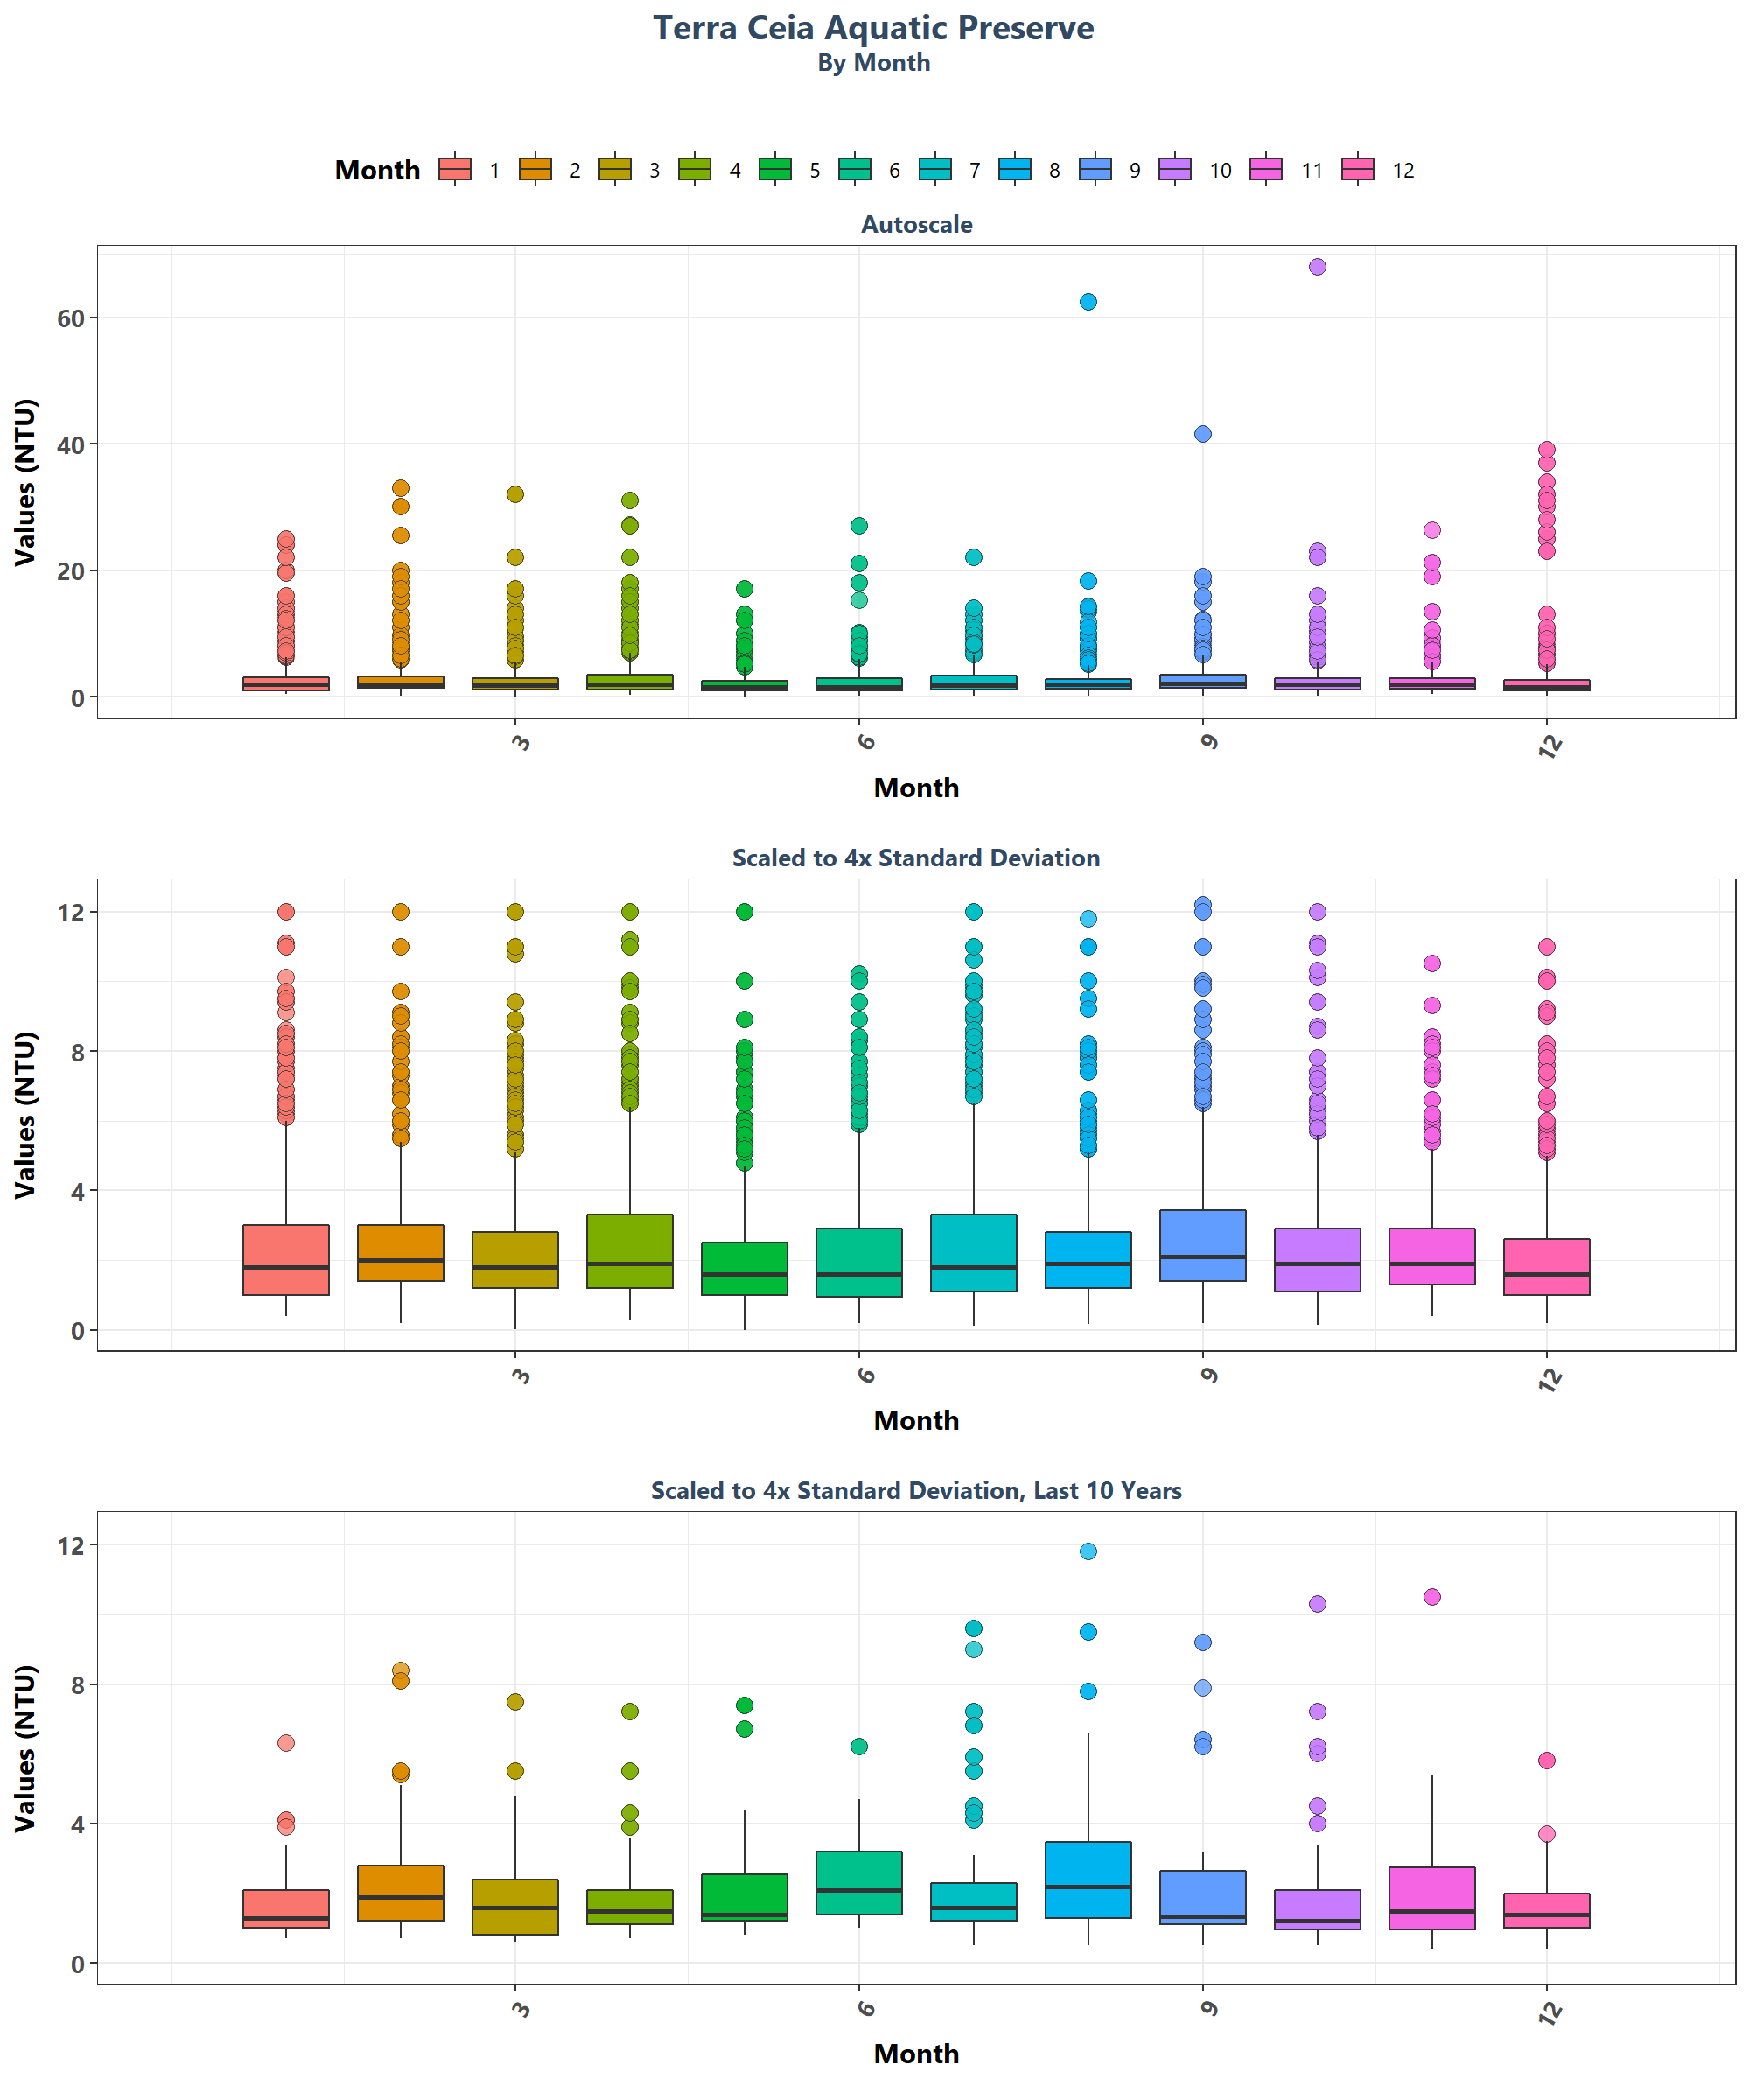 Terra Ceia Aquatic Preserve
By Month
Month 1 2 3 4 5 6 7 8 9 10 11 12
Autoscale
Values (NTU)
60
40
20
0
3 6 9 12
Month
Scaled to 4x Standard Deviation
Values (NTU)
12
8
4
0
3 6 9 12
Month
Scaled to 4x Standard Deviation, Last 10 Years
Values (NTU)
12
8
4
0
3 6 9 12
Month